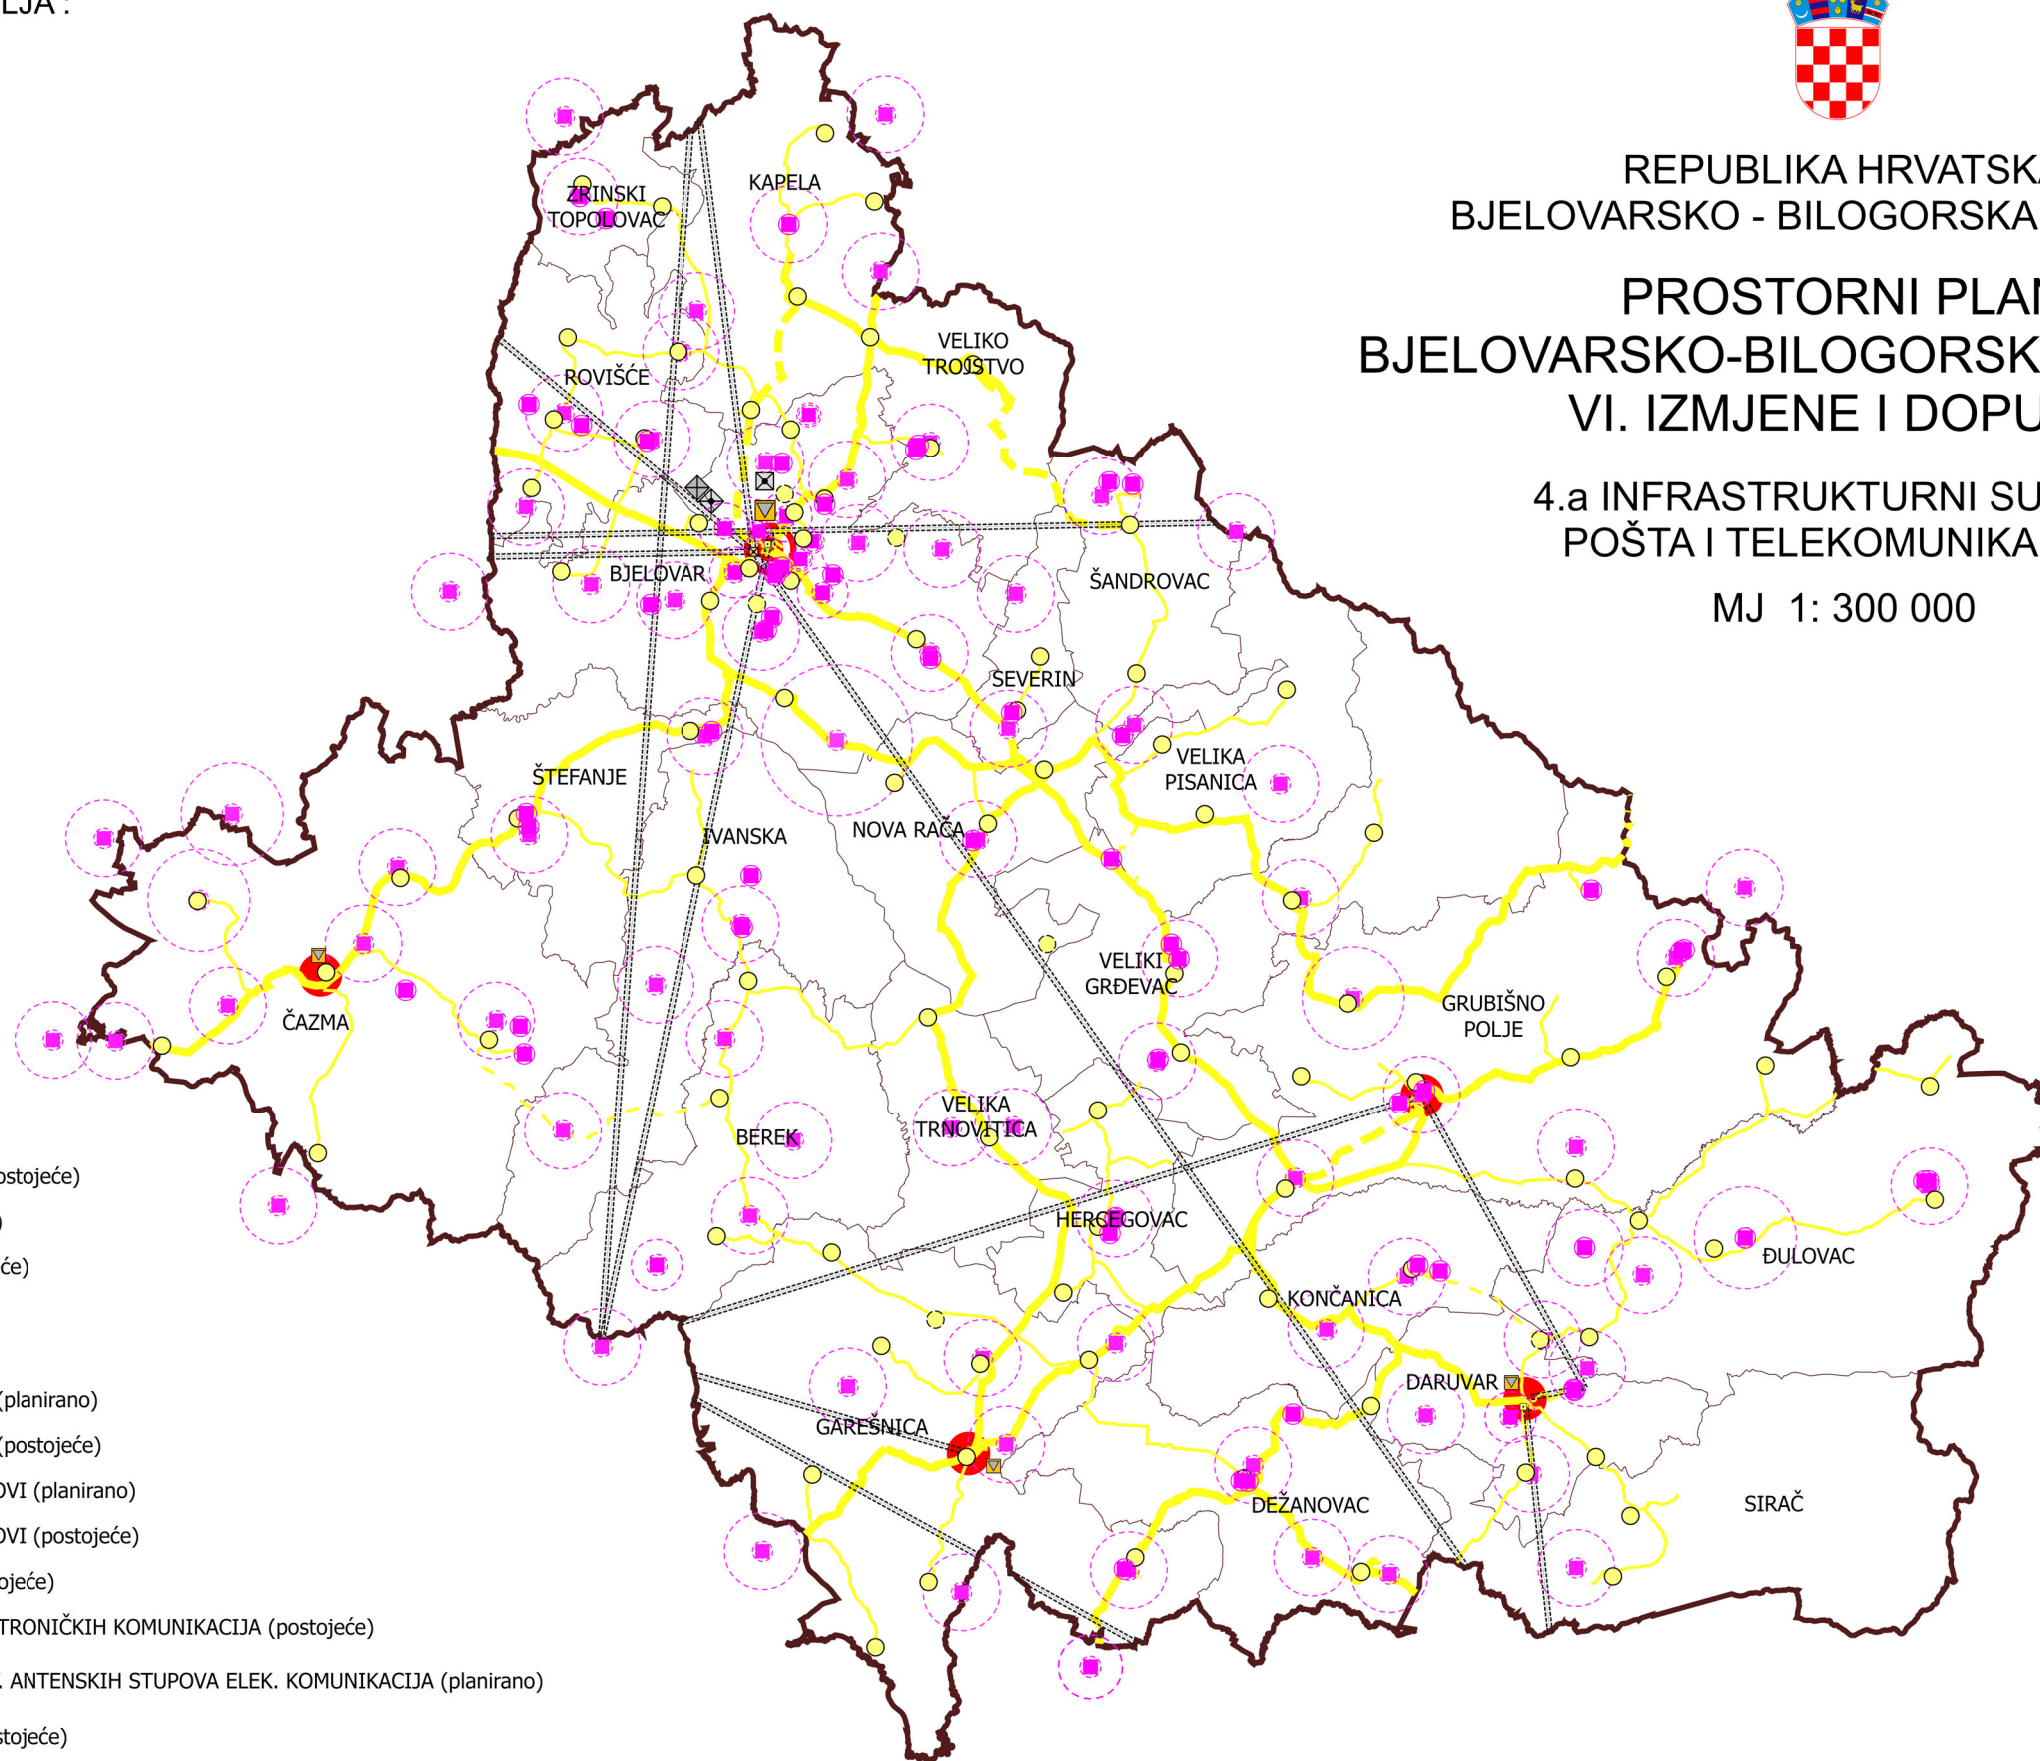 LJA :
REPUBLIKA HRVATSKA
BJELOVARSKO - BILOGORSKA
PROSTORNI PLAN
BJELOVARSKO-BILOGORSK
VI. IZMJENE I DOPU
4.a INFRASTRUKTURNI SU
POŠTA I TELEKOMUNIKA
MJ 1: 300 000
ZRINSKI
TOPOLOVAC
KAPELA
VELIKO
TROJSTVO
ROVIŠĆE
BJELOVAR
ŠANDROVAC
SEVERIN
VELIKA
PISANICA
ŠTEFANJE
IVANSKA
NOVA RAČA
VELIKI
GRĐEVAC
GRUBIŠNO
POLJE
ČAZMA
VELIKA
TRNOVITICA
BEREK
HERCEGOVAC
ĐULOVAC
KONČANICA
DARUVAR
GAREŠNICA
DEŽANOVAC
SIRAČ
ostojeće)
)
će)
(planirano)
(postojeće)
OVI (planirano)
OVI (postojeće)
ojeće)
TRONIČKIH KOMUNIKACIJA (postojeće)
. ANTENSKIH STUPOVA ELEK. KOMUNIKACIJA (planirano)
stojeće)